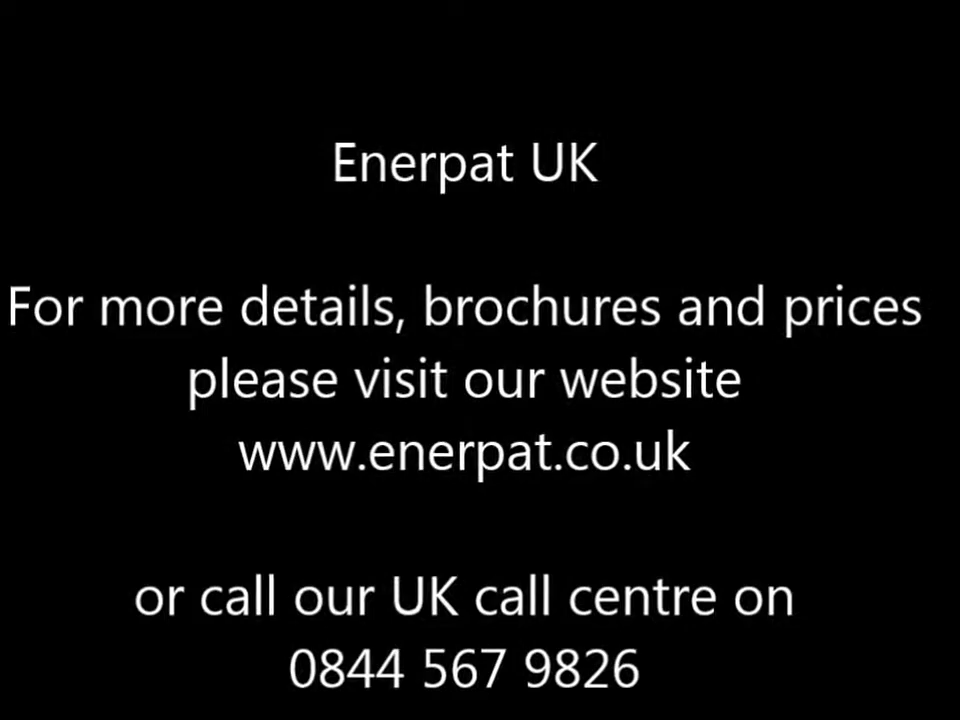 Enerpat UK
For more details, brochures and prices
please visit our website
www.enerpat.co.uk
or call our UK call centre on
0844 567 9826